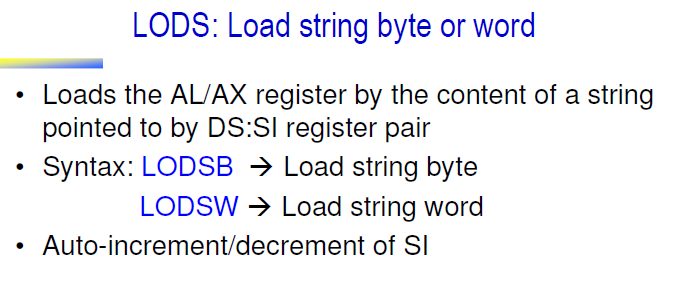 LODS: Load string byte or word
• Loads the AL/AX register by the content of a string
pointed to by DS:SI register pair
• Syntax: LODSB → Load string byte
LODSW → Load string word
• Auto-increment/decrement of SI